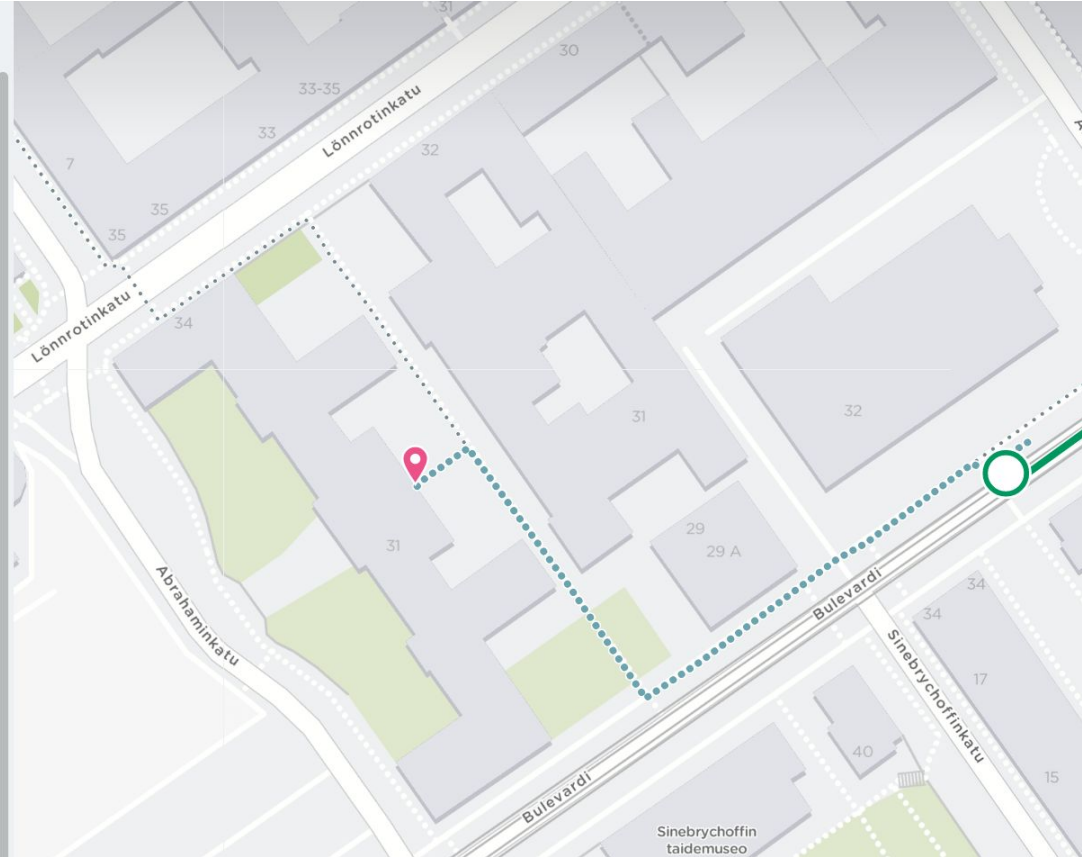 31
30
33-35
Lönnrotinkatu
33
32
7
35
35
Lönnrotinkatu
34
32
31
29
29 A
31
Bulevardi
34
34
Abrahaminkatu
Sinebrychoffinkatu
17
40
15
Bulevardi
Sinebrychoffin
taidemuseo